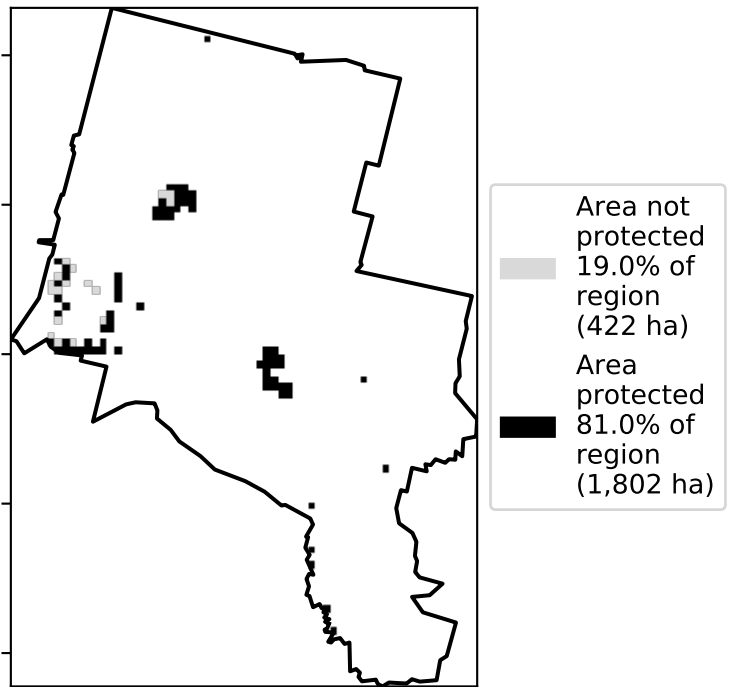 Area not
protected
19.0% of
region
(422 ha)
Area
protected
81.0% of
region
(1,802 ha)